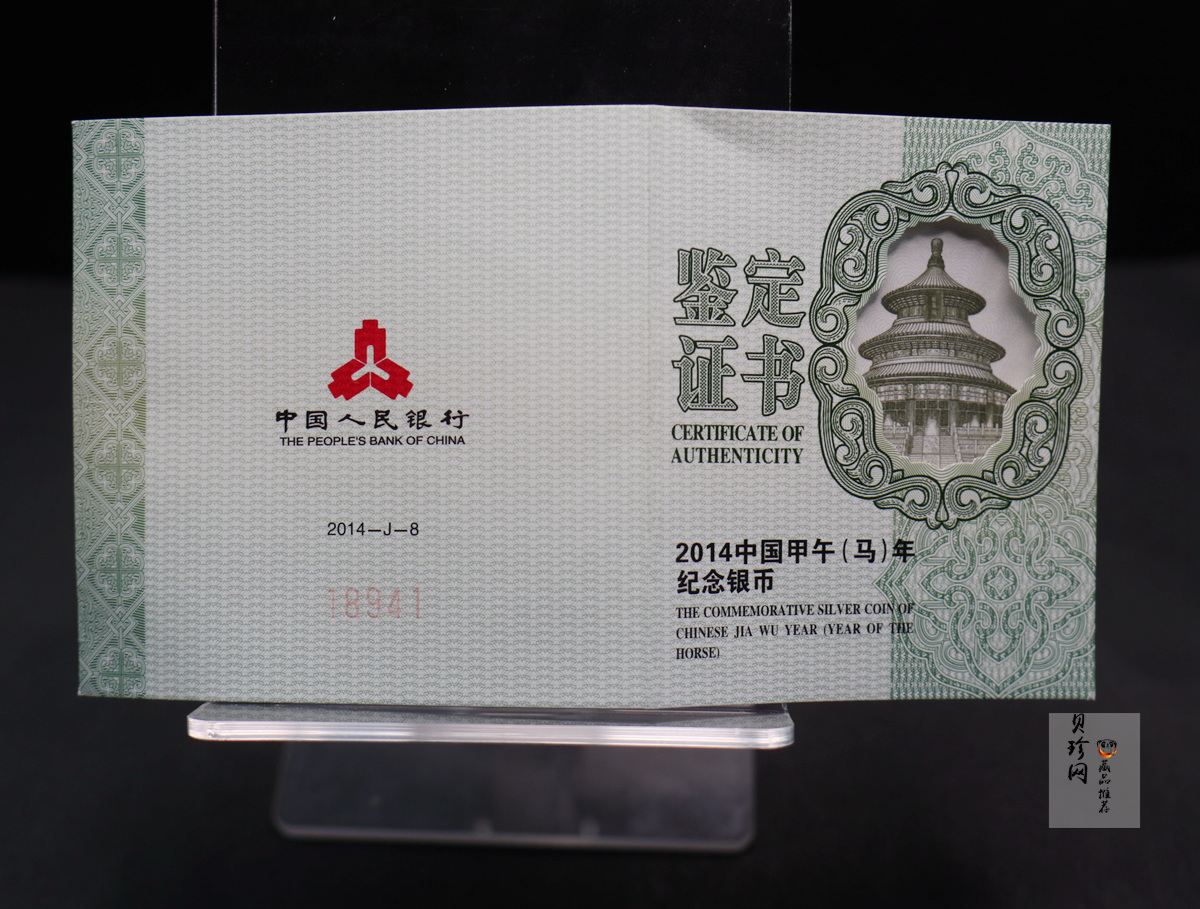 中国人民银行
THE PEOPLE'S BANK OF CHINA
2014—J—8
18941
鉴定
证书
CERTIFICATE OF
AUTHENTICITY
2014中国甲午(马)年
纪念银币
THE COMMEMORATIVE SILVER COIN OF
CHINESE JIA WU YEAR (YEAR OF THE
HORSE)
贝珍网
藏品推荐